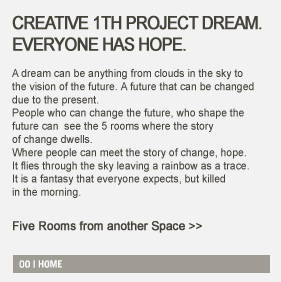 CREATIVE 1TH PROJECT DREAM.
EVERYONE HAS HOPE.
A dream can be anything from clouds in the sky to
the vision of the future. A future that can be changed
due to the present.
People who can change the future, who shape the
future can see the 5 rooms where the story
of change dwells.
Where people can meet the story of change, hope.
It flies through the sky leaving a rainbow as a trace.
It is a fantasy that everyone expects, but killed
in the morning.
Five Rooms from another Space >>
00 I HOME